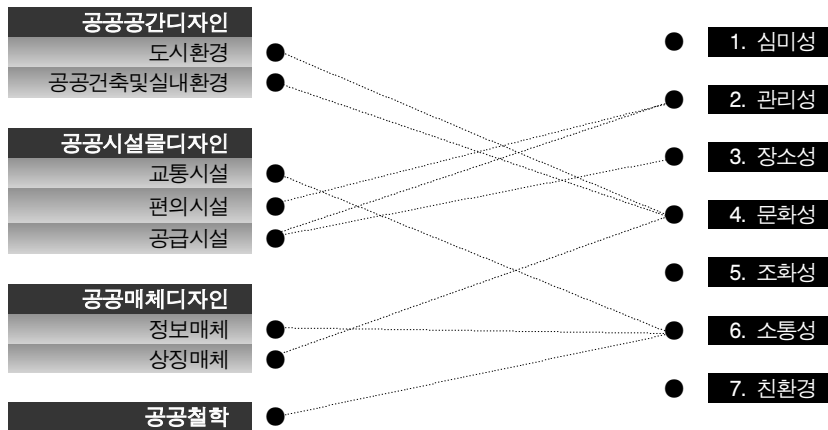 공공공간디자인
도시환경
공공건축및실내환경
공공시설물디자인
교통시설
편의시설
공급시설
공공매체디자인
정보매체
상징매체
공공철학
1. 심미성
2. 관리성
3. 장소성
4. 문화성
5. 조화성
6. 소통성
7. 친환경